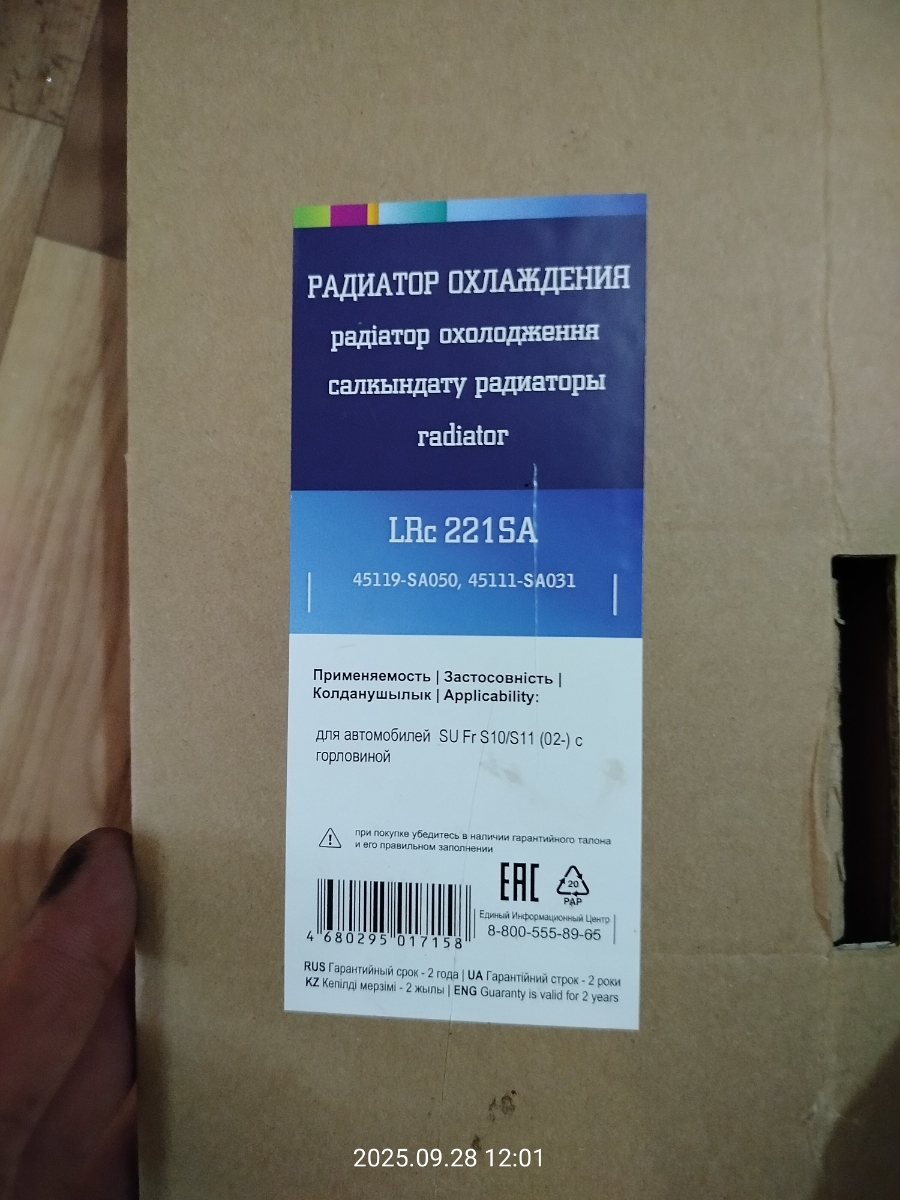 РАДИАТОР ОХЛАЖДЕНИЯ
радіатор охолодження
салкындату радиаторы
radiator
LRc 221SA
45119-SA050, 45111-SA031
Применяемость | Застосовність |
Колданушылык | Applicability:
для автомобилей SU Fr S10/S11 (02-) с
горловиной
при покупке убедитесь в наличии гарантийного талона
и его правильном заполнении
EAC
20
PAP
Единый Информационный Центр
8-800-555-89-65
4 680295 017158
RUS Гарантийный срок - 2 года | UA Гарантійний строк - 2 роки
KZ Кепілді мерзімі - 2 жылы | ENG Guaranty is valid for 2 years
2025.09.28 12:01